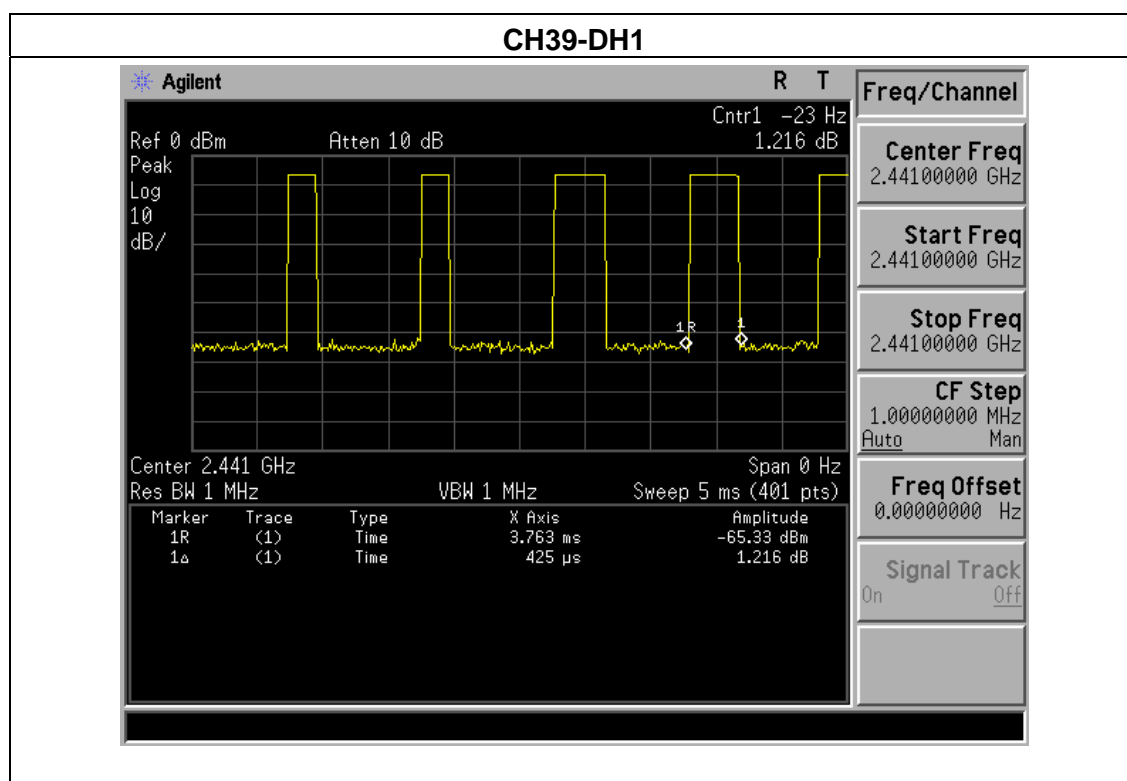 CH39-DH1
Agilent R T
Cntr1 -23 Hz
Ref 0 dBm Atten 10 dB 1.216 dB
Peak
Log
10
dB/
1R 1
Center 2.441 GHz Span 0 Hz
Res BW 1 MHz VBW 1 MHz Sweep 5 ms (401 pts)
Marker Trace Type X Axis Amplitude
1R (1) Time 3.763 ms -65.33 dBm
1Δ (1) Time 425 µs 1.216 dB
Freq/Channel
Center Freq
2.44100000 GHz
Start Freq
2.44100000 GHz
Stop Freq
2.44100000 GHz
CF Step
1.00000000 MHz
Auto Man
Freq Offset
0.00000000 Hz
Signal Track
On Off